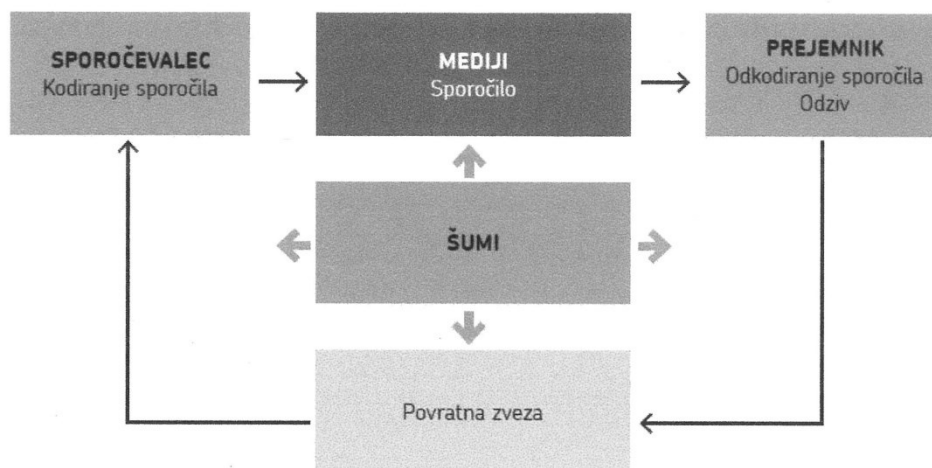 SPOROČEVALEC
Kodiranje sporočila
MEDIJI
Sporočilo
PREJEMNIK
Odkodiranje sporočila
Odziv
ŠUMI
Povratna zveza